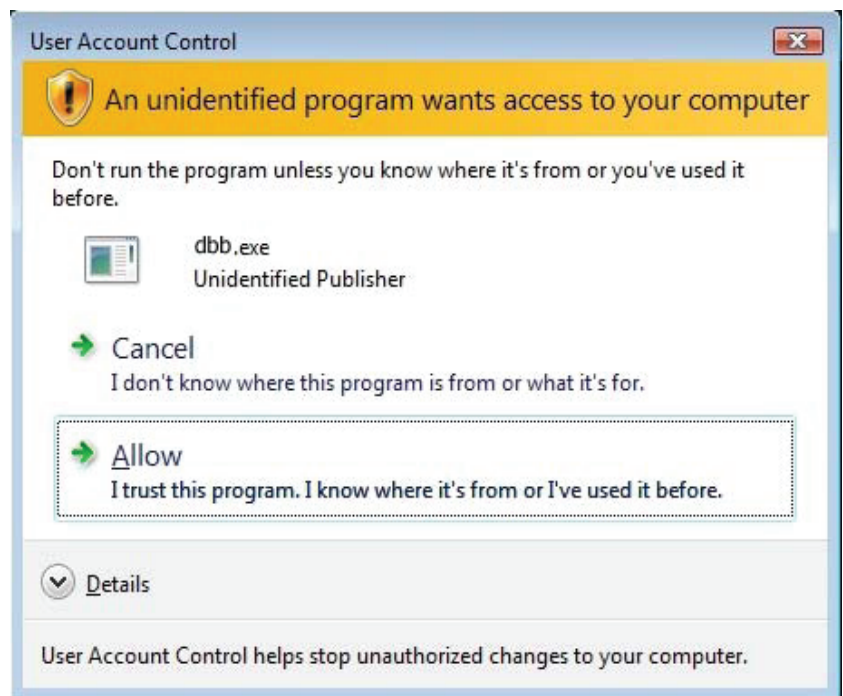 User Account Control
An unidentified program wants access to your computer
Don't run the program unless you know where it's from or you've used it
before.
dbb.exe
Unidentified Publisher
Cancel
I don't know where this program is from or what it's for.
Allow
I trust this program. I know where it's from or I've used it before.
Details
User Account Control helps stop unauthorized changes to your computer.